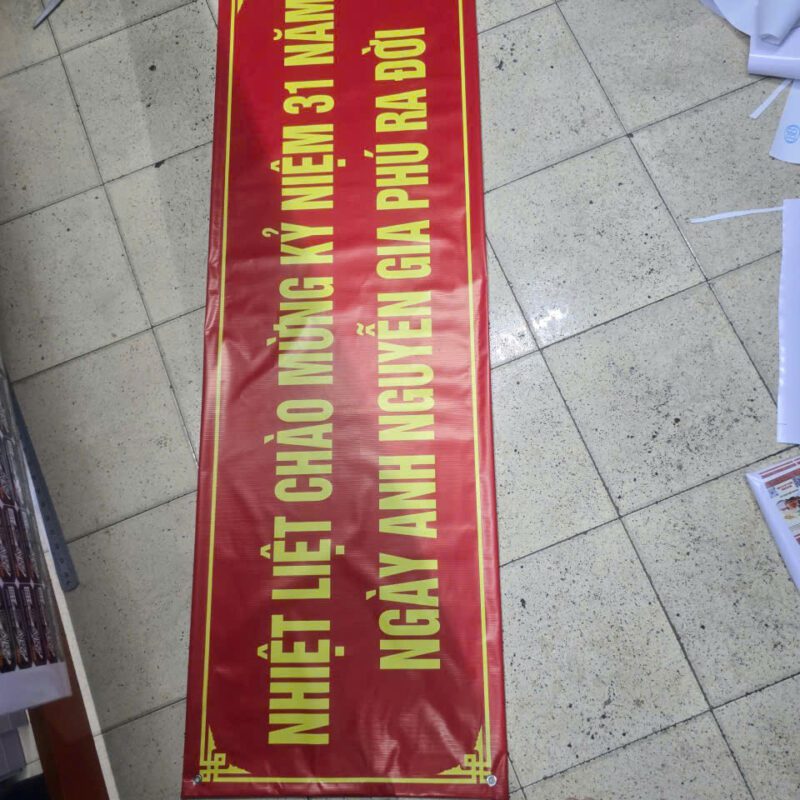 NHIỆT LIỆT CHÀO MỪNG KỶ NIỆM 31 NĂM
NGÀY ANH NGUYỄN GIA PHÚ RA ĐỜI